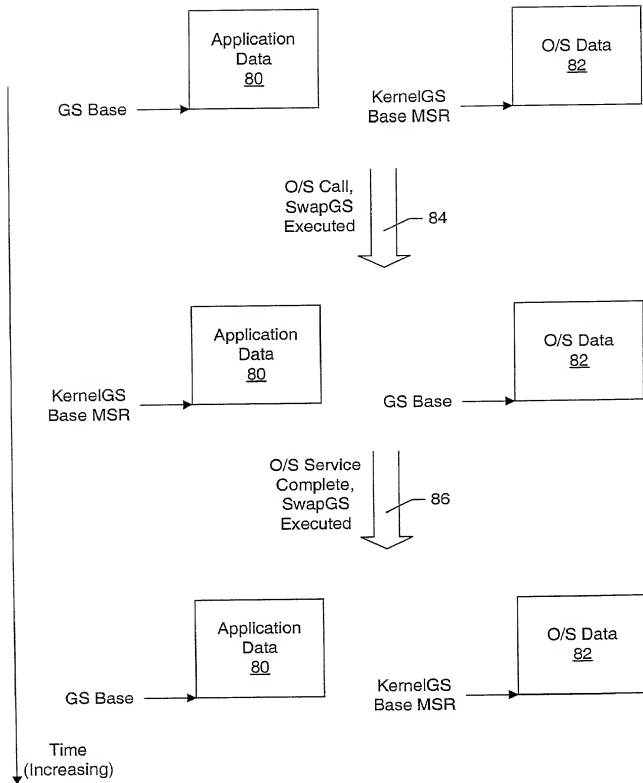 Application
Data
80
GS Base
O/S Data
82
KernelGS
Base MSR
O/S Call,
SwapGS
Executed
84
Application
Data
80
KernelGS
Base MSR
O/S Data
82
GS Base
O/S Service
Complete,
SwapGS
Executed
86
Application
Data
80
GS Base
O/S Data
82
KernelGS
Base MSR
Time
(Increasing)